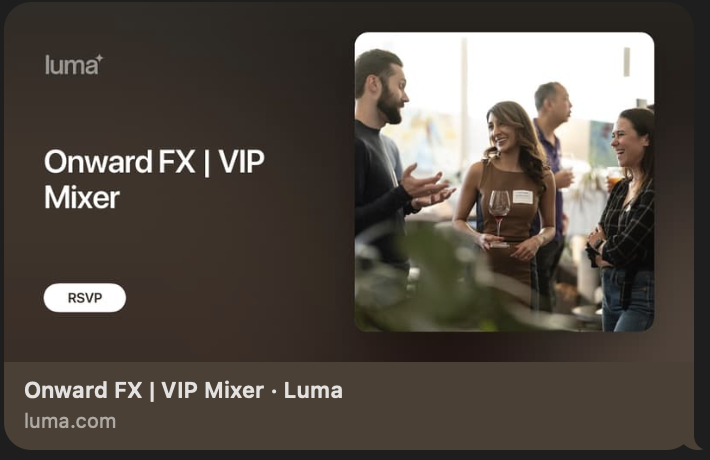 luma
Onward FX | VIP
Mixer
RSVP
Onward FX | VIP Mixer · Luma
luma.com